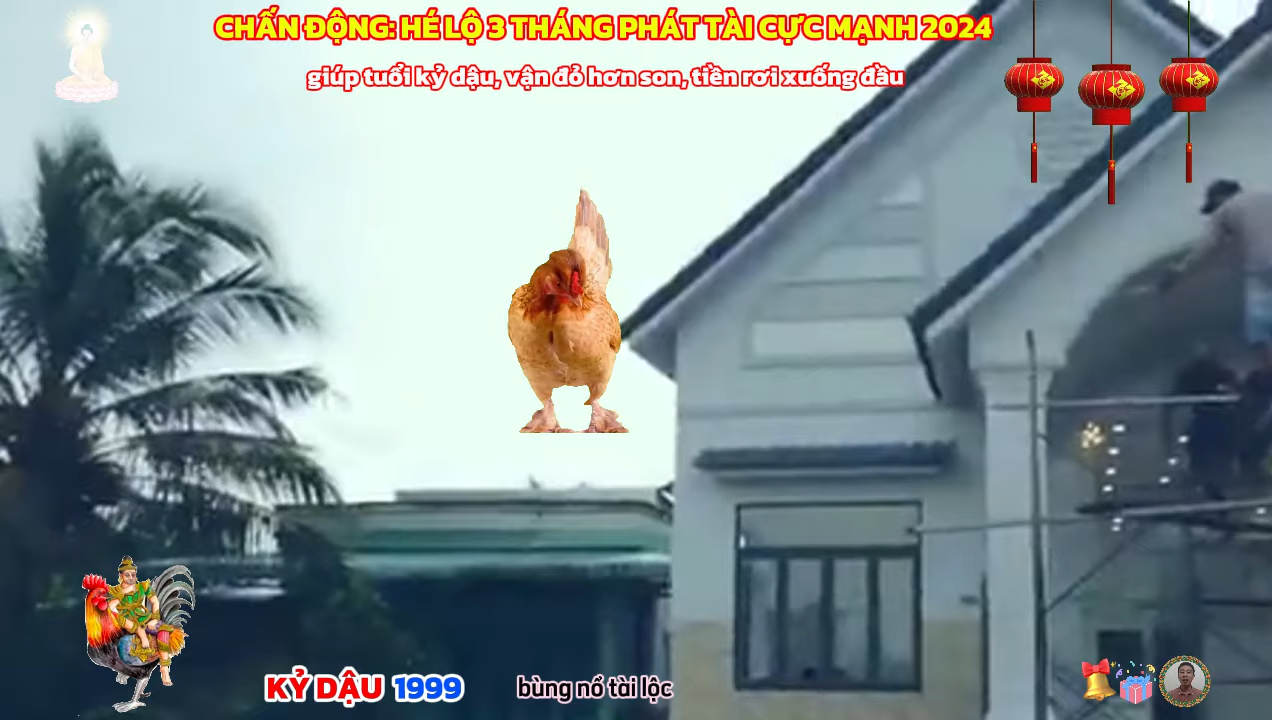 CHẤN ĐỘNG: HÉ LỘ 3 THÁNG PHÁT TÀI CỰC MẠNH 2024
giúp tuổi kỷ dậu, vận đỏ hơn son, tiền rơi xuống đầu
KỶ DẬU 1999
bùng nổ tài lộc